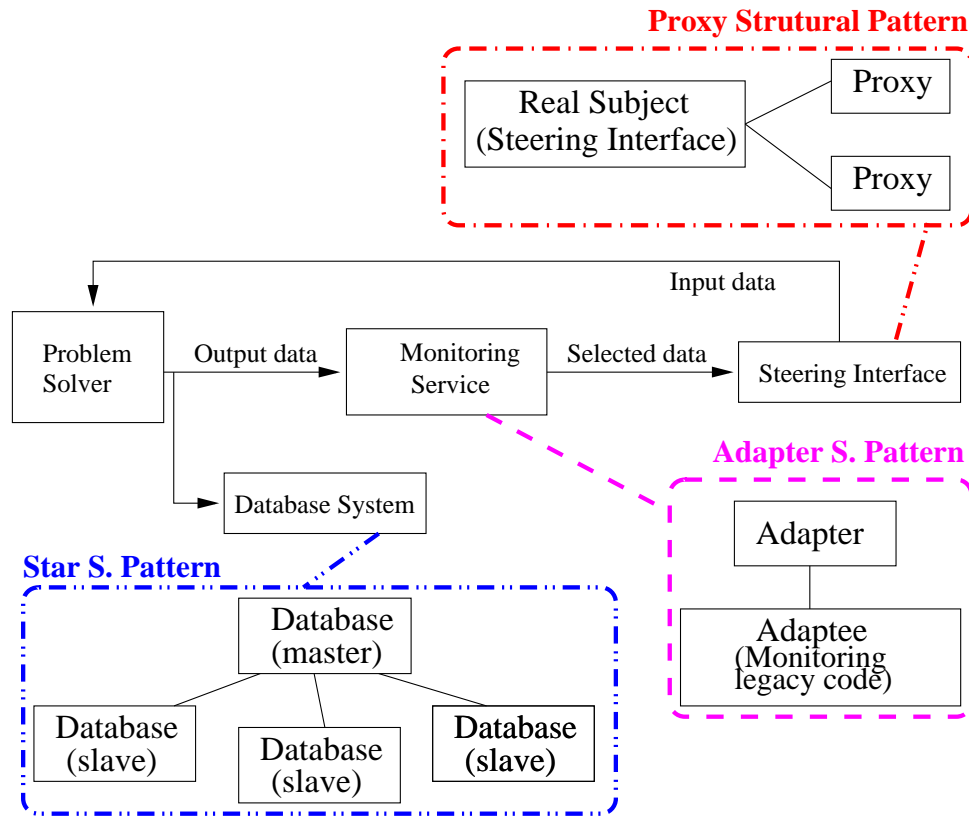 Proxy Strutural Pattern
Real Subject
(Steering Interface)
Proxy
Proxy
Input data
Problem
Solver
Output data
Monitoring
Service
Selected data
Steering Interface
Database System
Adapter S. Pattern
Adapter
Adaptee
(Monitoring
legacy code)
Star S. Pattern
Database
(master)
Database
(slave)
Database
(slave)
Database
(slave)